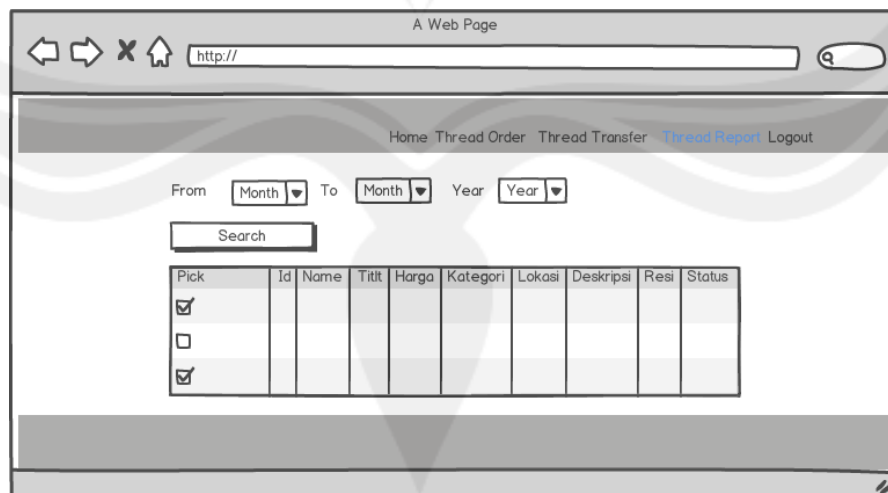 A Web Page
http://
Home Thread Order Thread Transfer Thread Report Logout
From Month To Month Year Year
Search
Pick Id Name Titlt Harga Kategori Lokasi Deskripsi Resi Status